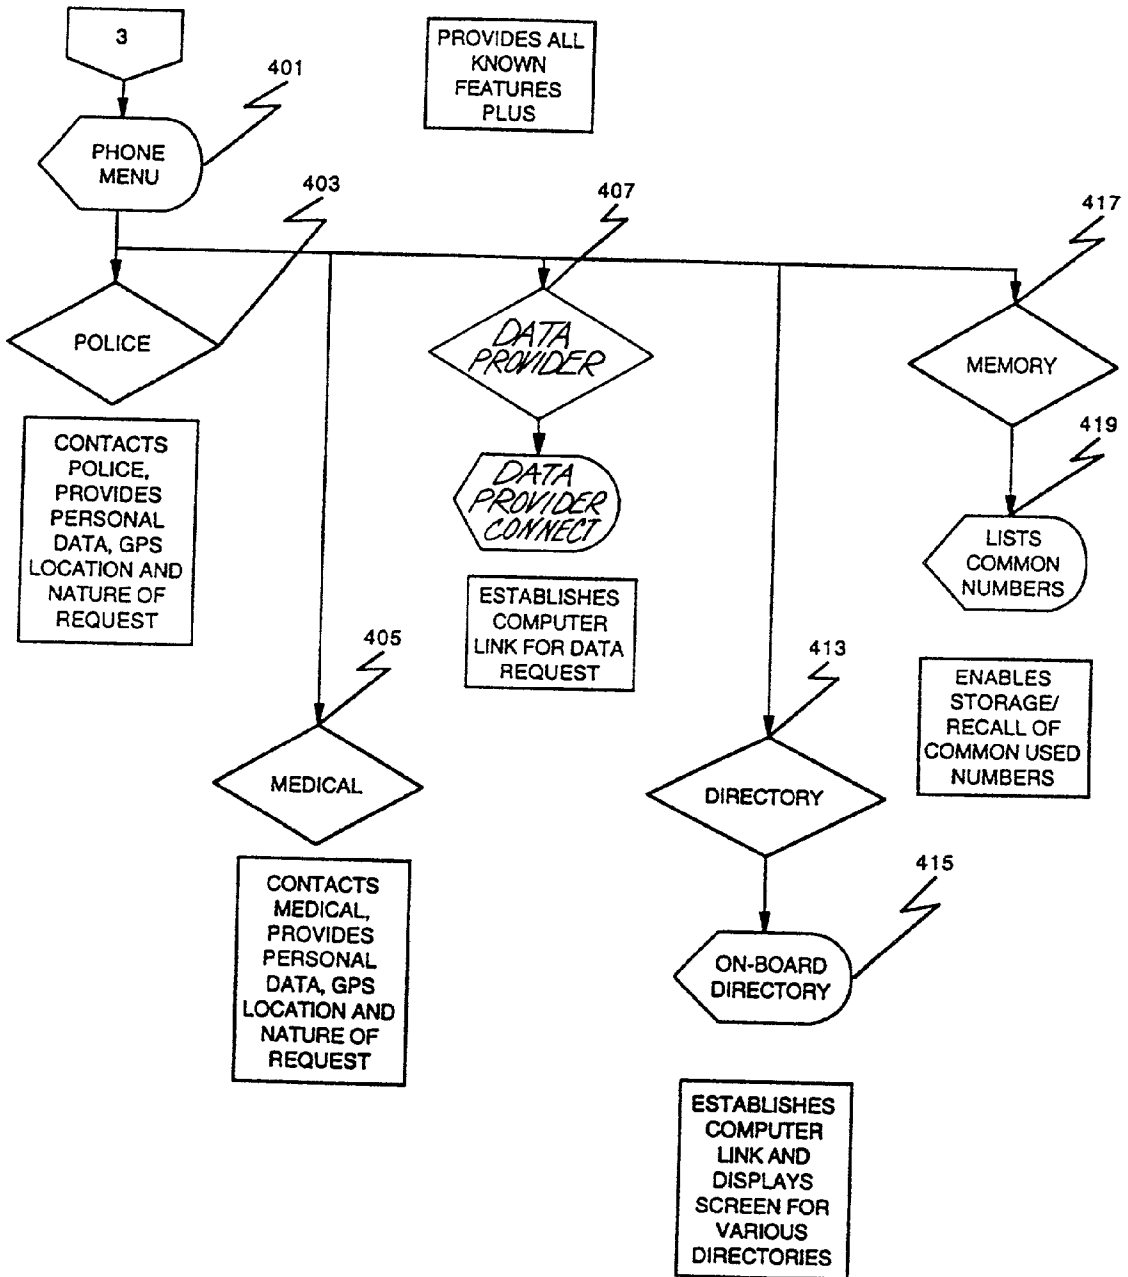 3
PROVIDES ALL
KNOWN
FEATURES
PLUS
401
PHONE
MENU
403
407
417
POLICE
DATA
PROVIDER
MEMORY
CONTACTS
POLICE,
PROVIDES
PERSONAL
DATA, GPS
LOCATION AND
NATURE OF
REQUEST
DATA
PROVIDER
CONNECT
419
LISTS
COMMON
NUMBERS
ESTABLISHES
COMPUTER
LINK FOR DATA
REQUEST
405
413
ENABLES
STORAGE/
RECALL OF
COMMON USED
NUMBERS
MEDICAL
DIRECTORY
CONTACTS
MEDICAL,
PROVIDES
PERSONAL
DATA, GPS
LOCATION AND
NATURE OF
REQUEST
415
ON-BOARD
DIRECTORY
ESTABLISHES
COMPUTER
LINK AND
DISPLAYS
SCREEN FOR
VARIOUS
DIRECTORIES